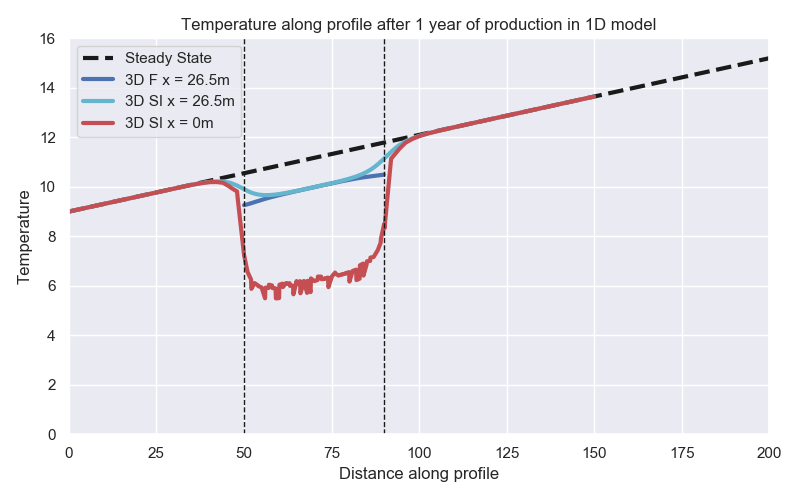 Temperature along profile after 1 year of production in 1D model
Steady State
3D F x = 26.5m
3D SI x = 26.5m
3D SI x = 0m
Temperature
16
14
12
10
8
6
4
2
0
0 25 50 75 100 125 150 175 200
Distance along profile